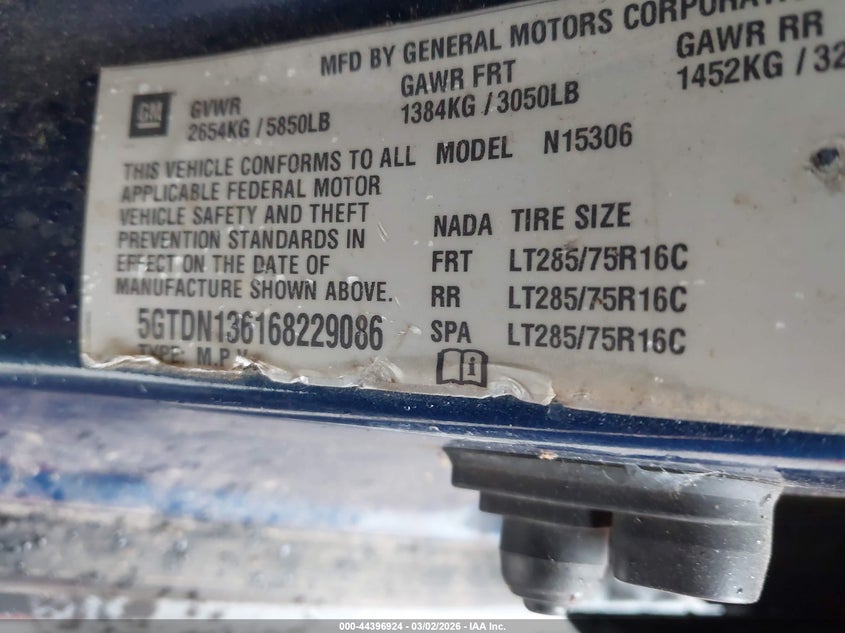 MFD BY GENERAL MOTORS CORPORATION
GM
GVWR
2654KG / 5850LB
GAWR FRT
1384KG / 3050LB
GAWR RR
1452KG / 32
THIS VEHICLE CONFORMS TO ALL
APPLICABLE FEDERAL MOTOR
VEHICLE SAFETY AND THEFT
PREVENTION STANDARDS IN
EFFECT ON THE DATE OF
MANUFACTURE SHOWN ABOVE.
5GTDN136168229086
TYPE: M.P.
MODEL N15306
NADA TIRE SIZE
FRT LT285/75R16C
RR LT285/75R16C
SPA LT285/75R16C
i
000-44396924 - 03/02/2026 - IAA Inc.